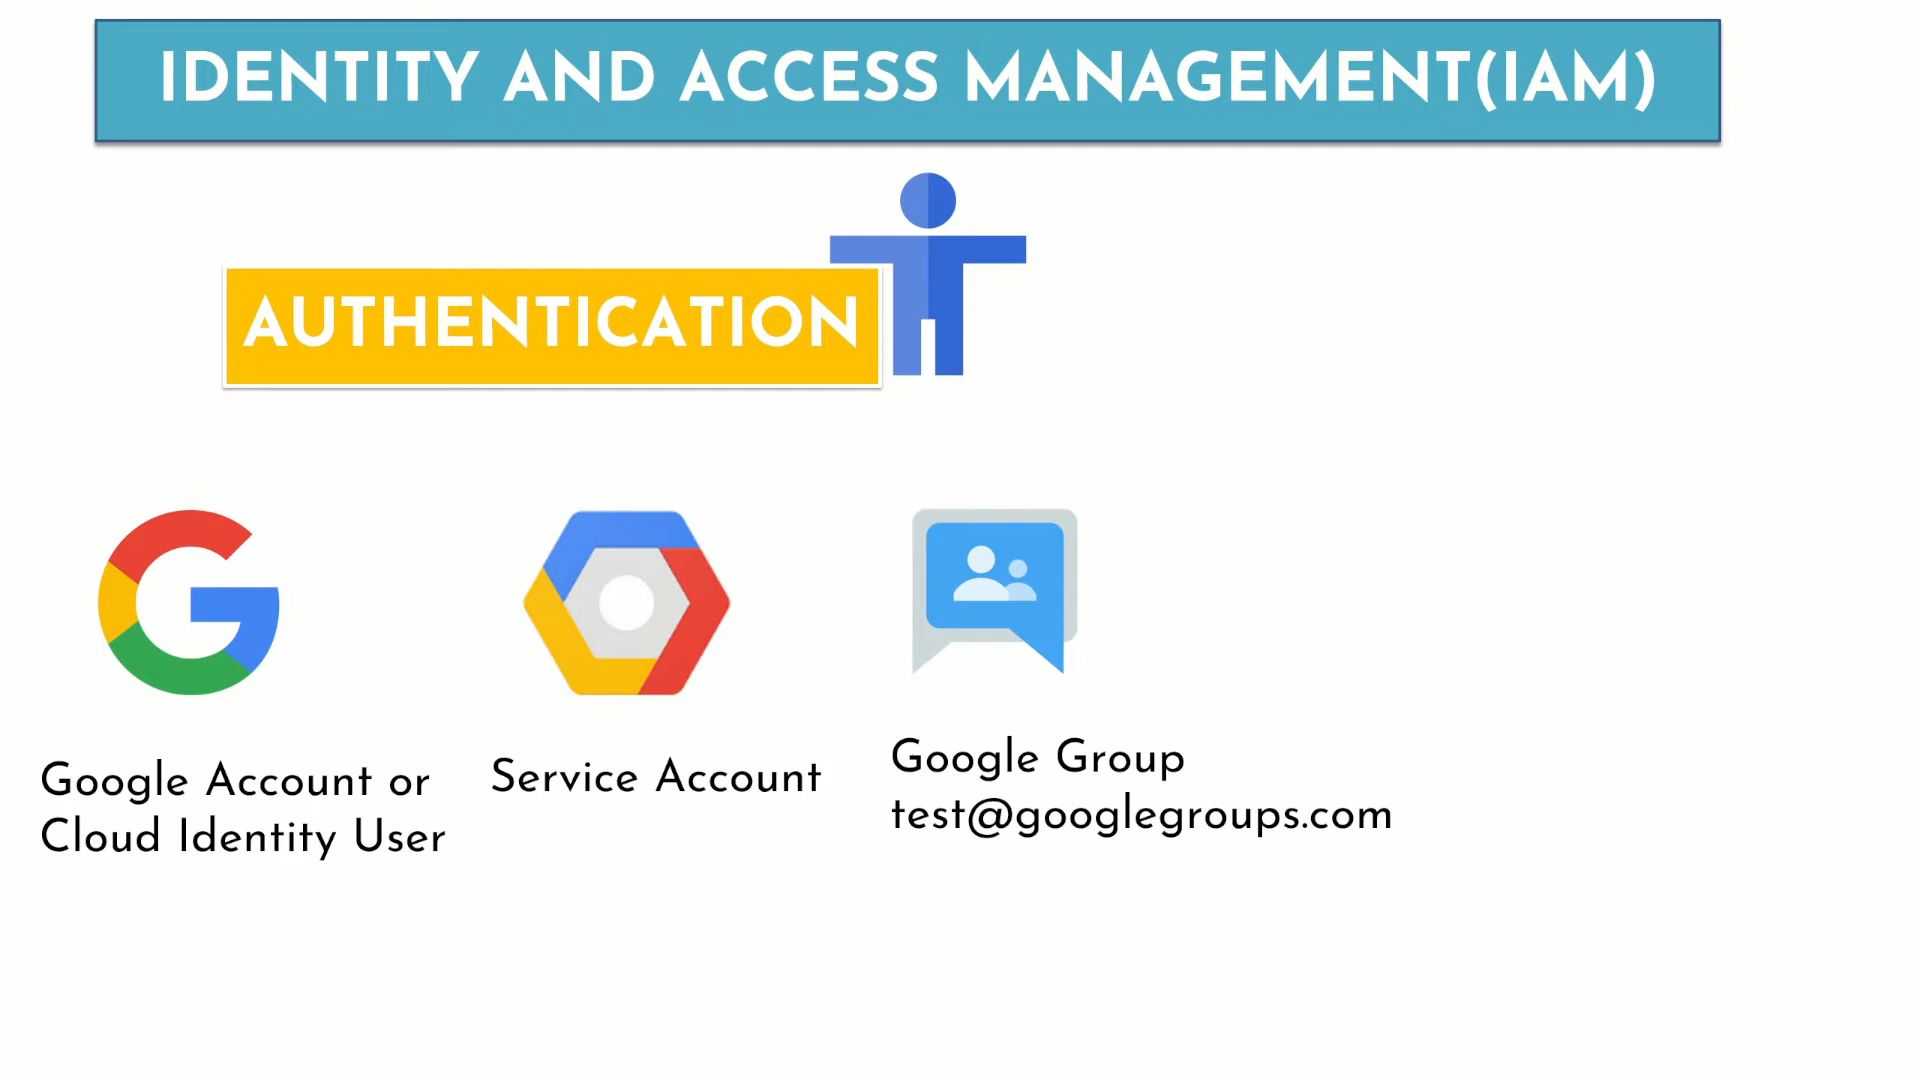 IDENTITY AND ACCESS MANAGEMENT(IAM)
AUTHENTICATION
Google Account or
Cloud Identity User
Service Account
Google Group
test@googlegroups.com